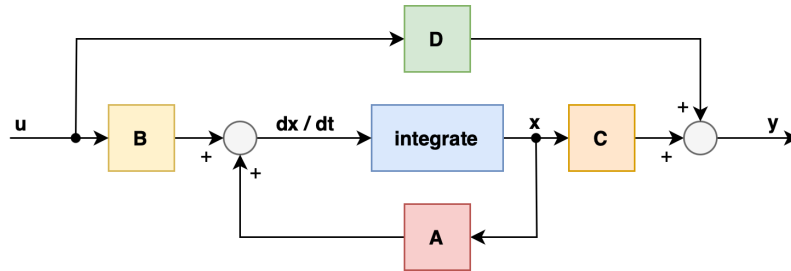 D
u
B
+
+
dx / dt
integrate
x
C
+
+
y
A